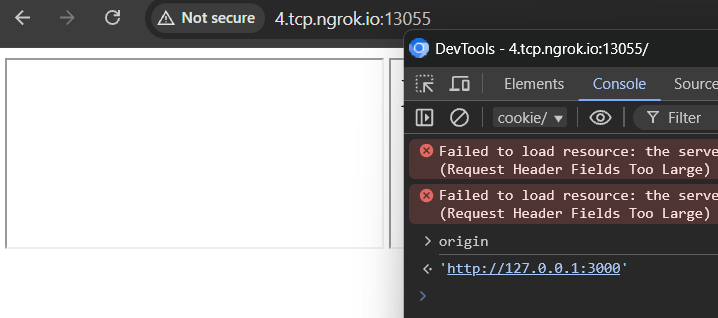 Not secure 4.tcp.ngrok.io:13055
DevTools - 4.tcp.ngrok.io:13055/
Elements Console Source
cookie/ Filter
Failed to load resource: the serve
(Request Header Fields Too Large)
Failed to load resource: the serve
(Request Header Fields Too Large)
origin
'http://127.0.0.1:3000'